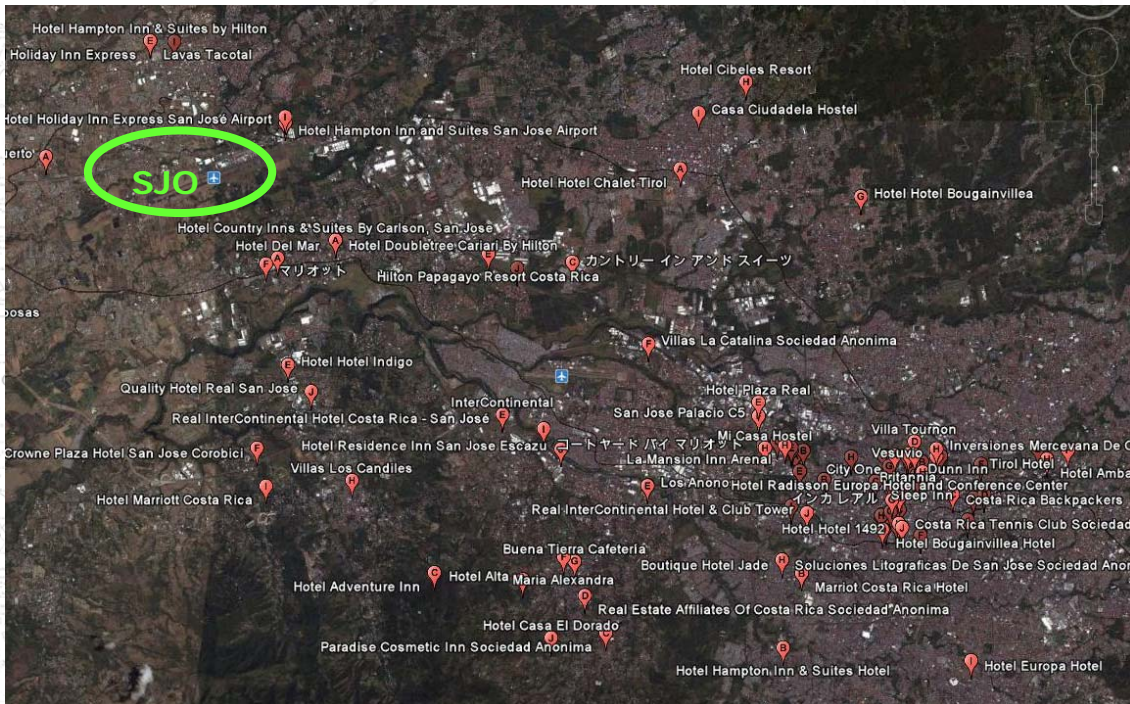 Hotel Hampton Inn & Suites by Hilton
Holiday Inn Express
Lavas Tacotal
Hotel Cibeles Resort
Casa Ciudadela Hostel
Hotel Holiday Inn Express San José Airport
Hotel Hampton Inn and Suites San Jose Airport
uerto'
SJO
Hotel Hotel Chalet Tirol
Hotel Hotel Bougainvillea
Hotel Country Inns & Suites By Carlson, San José
Hotel Del Mar
Hotel Doubletree Cariari By Hilton
マリオット
Hilton Papagayo Resort Costa Rica
カントリー イン アンド スイーツ
posas
Villas La Catalina Sociedad Anonima
Hotel Hotel Indigo
Quality Hotel Real San José
Hotel Plaza Real
InterContinental
San Jose Palacio C5
Real InterContinental Hotel Costa Rica - San José
Villa Tournon
Mi Casa Hostel
Hotel Residence Inn San Jose Escazu
コートヤード バイ マリオット
Inversiones Mercevana De C
Crowne Plaza Hotel San Jose Corobici
La Mansion Inn Arenal
Vesuvio
Villas Los Candiles
City One
Dunn Inn
Tirol Hotel
Hotel Amba
Britannia
Los Anono
Hotel Radisson Europa Hotel and Conference Center
Hotel Marriott Costa Rica
インカ レアル
Sleep Inn
Costa Rica Backpackers
Real InterContinental Hotel & Club Tower
Hotel Hotel 1492
Costa Rica Tennis Club Sociedad
Hotel Bougainvillea Hotel
Buena Tierra Cafeteria
Boutique Hotel Jade
Soluciones Litograficas De San Jose Sociedad Anon
Hotel Adventure Inn
Hotel Alta
Maria Alexandra
Marriot Costa Rica Hotel
Real Estate Affiliates Of Costa Rica Sociedad Anonima
Hotel Casa El Dorado
Paradise Cosmetic Inn Sociedad Anonima
Hotel Hampton Inn & Suites Hotel
Hotel Europa Hotel